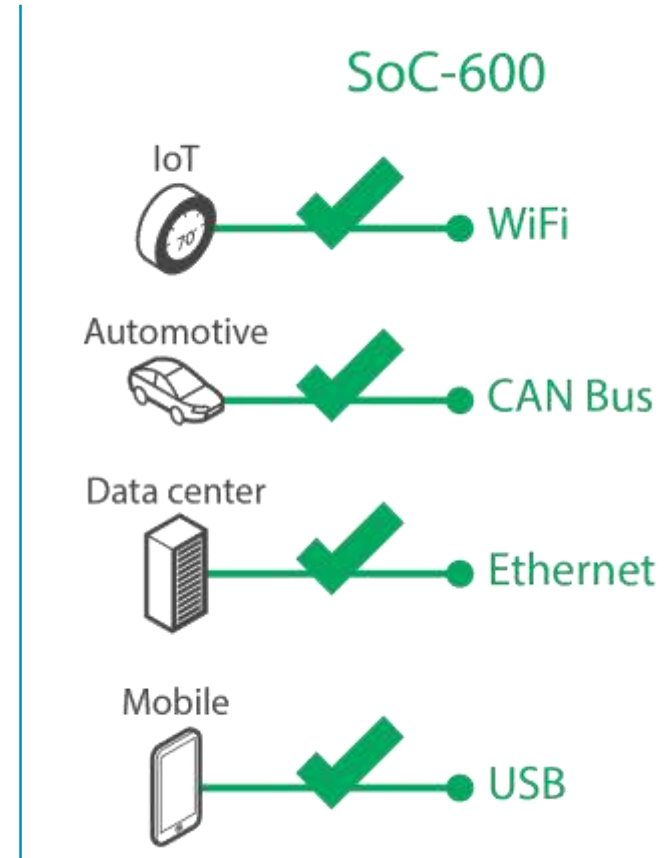 SoC-600
IoT
70°
WiFi
Automotive
CAN Bus
Data center
Ethernet
Mobile
USB